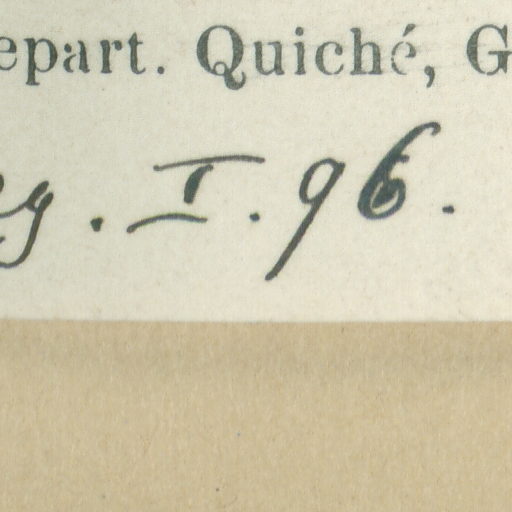 epart. Quiché, G
g. I. 96.